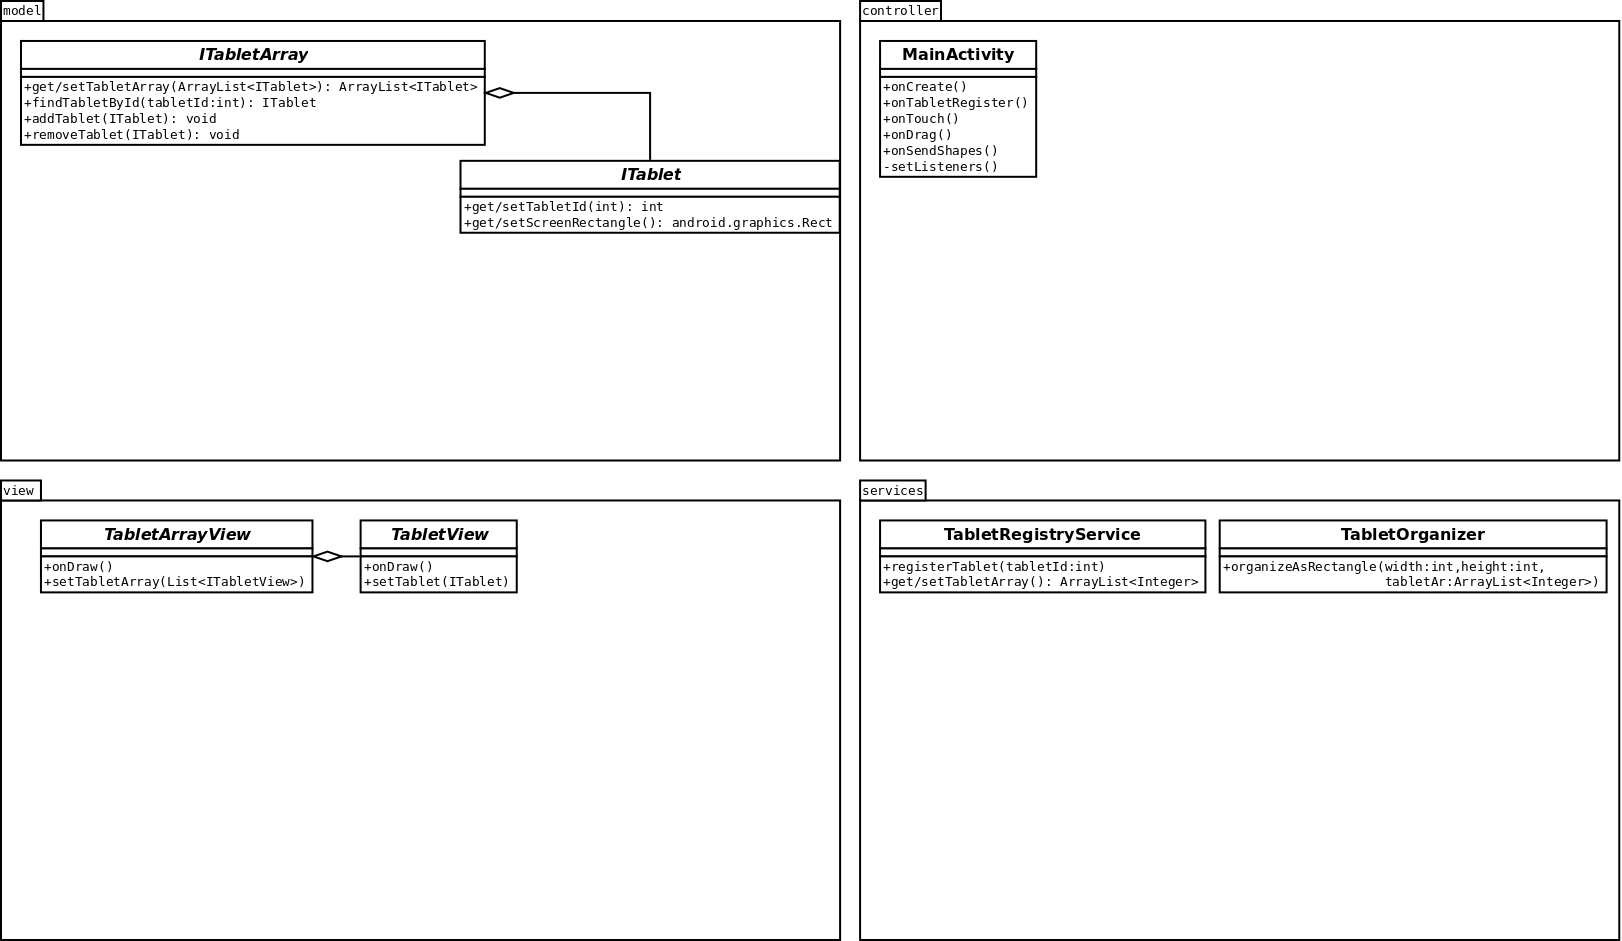 model
ITabletArray
+get/setTabletArray(ArrayList<ITablet>): ArrayList<ITablet>
+findTabletById(tabletId:int): ITablet
+addTablet(ITablet): void
+removeTablet(ITablet): void
ITablet
+get/setTabletId(int): int
+get/setScreenRectangle(): android.graphics.Rect
controller
MainActivity
+onCreate()
+onTabletRegister()
+onTouch()
+onDrag()
+onSendShapes()
-setListeners()
view
TabletArrayView
+onDraw()
+setTabletArray(List<ITabletView>)
TabletView
+onDraw()
+setTablet(ITablet)
services
TabletRegistryService
+registerTablet(tabletId:int)
+get/setTabletArray(): ArrayList<Integer>
TabletOrganizer
+organizeAsRectangle(width:int,height:int,
tabletAr:ArrayList<Integer>)